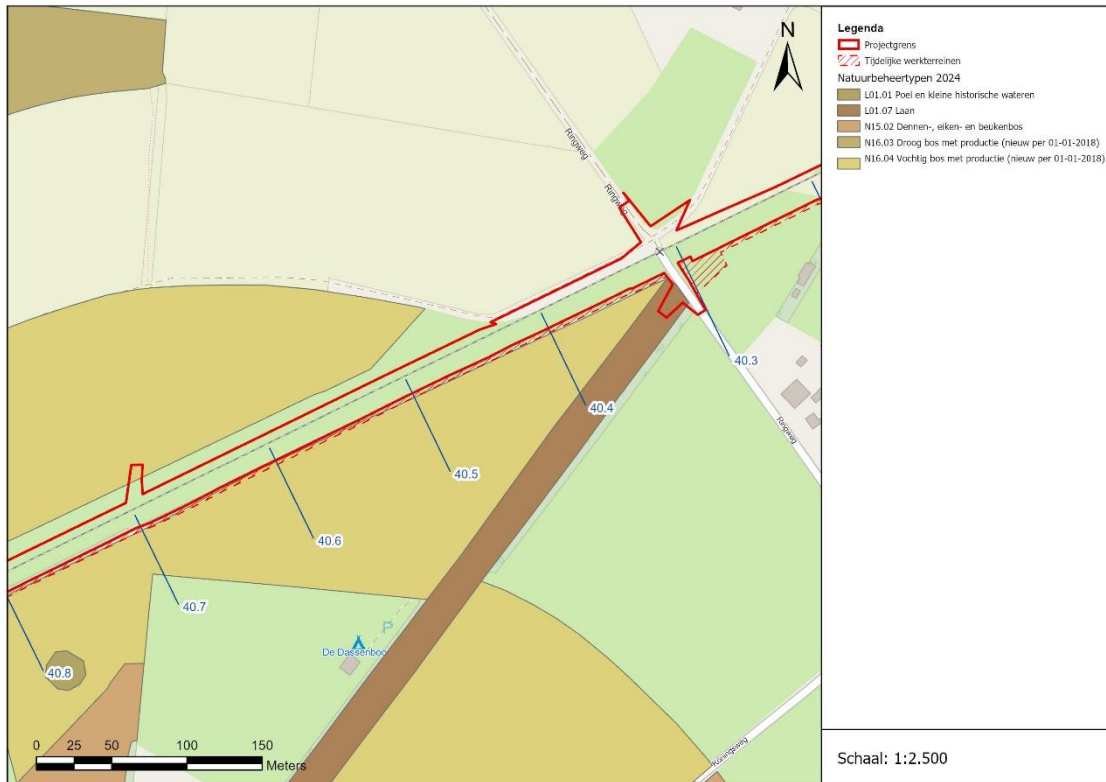 N
Ringweg
Ringweg
40.3
40.4
40.5
40.6
40.7
40.8
Ringweg
P
De Dassenboo
Koningsweg
0 25 50 100 150
Meters
Legenda
Projectgrens
Tijdelijke werkterreinen
Natuurbeheertypen 2024
L01.01 Poel en kleine historische wateren
L01.07 Laan
N15.02 Dennen-, eiken- en beukenbos
N16.03 Droog bos met productie (nieuw per 01-01-2018)
N16.04 Vochtig bos met productie (nieuw per 01-01-2018)
Schaal: 1:2.500